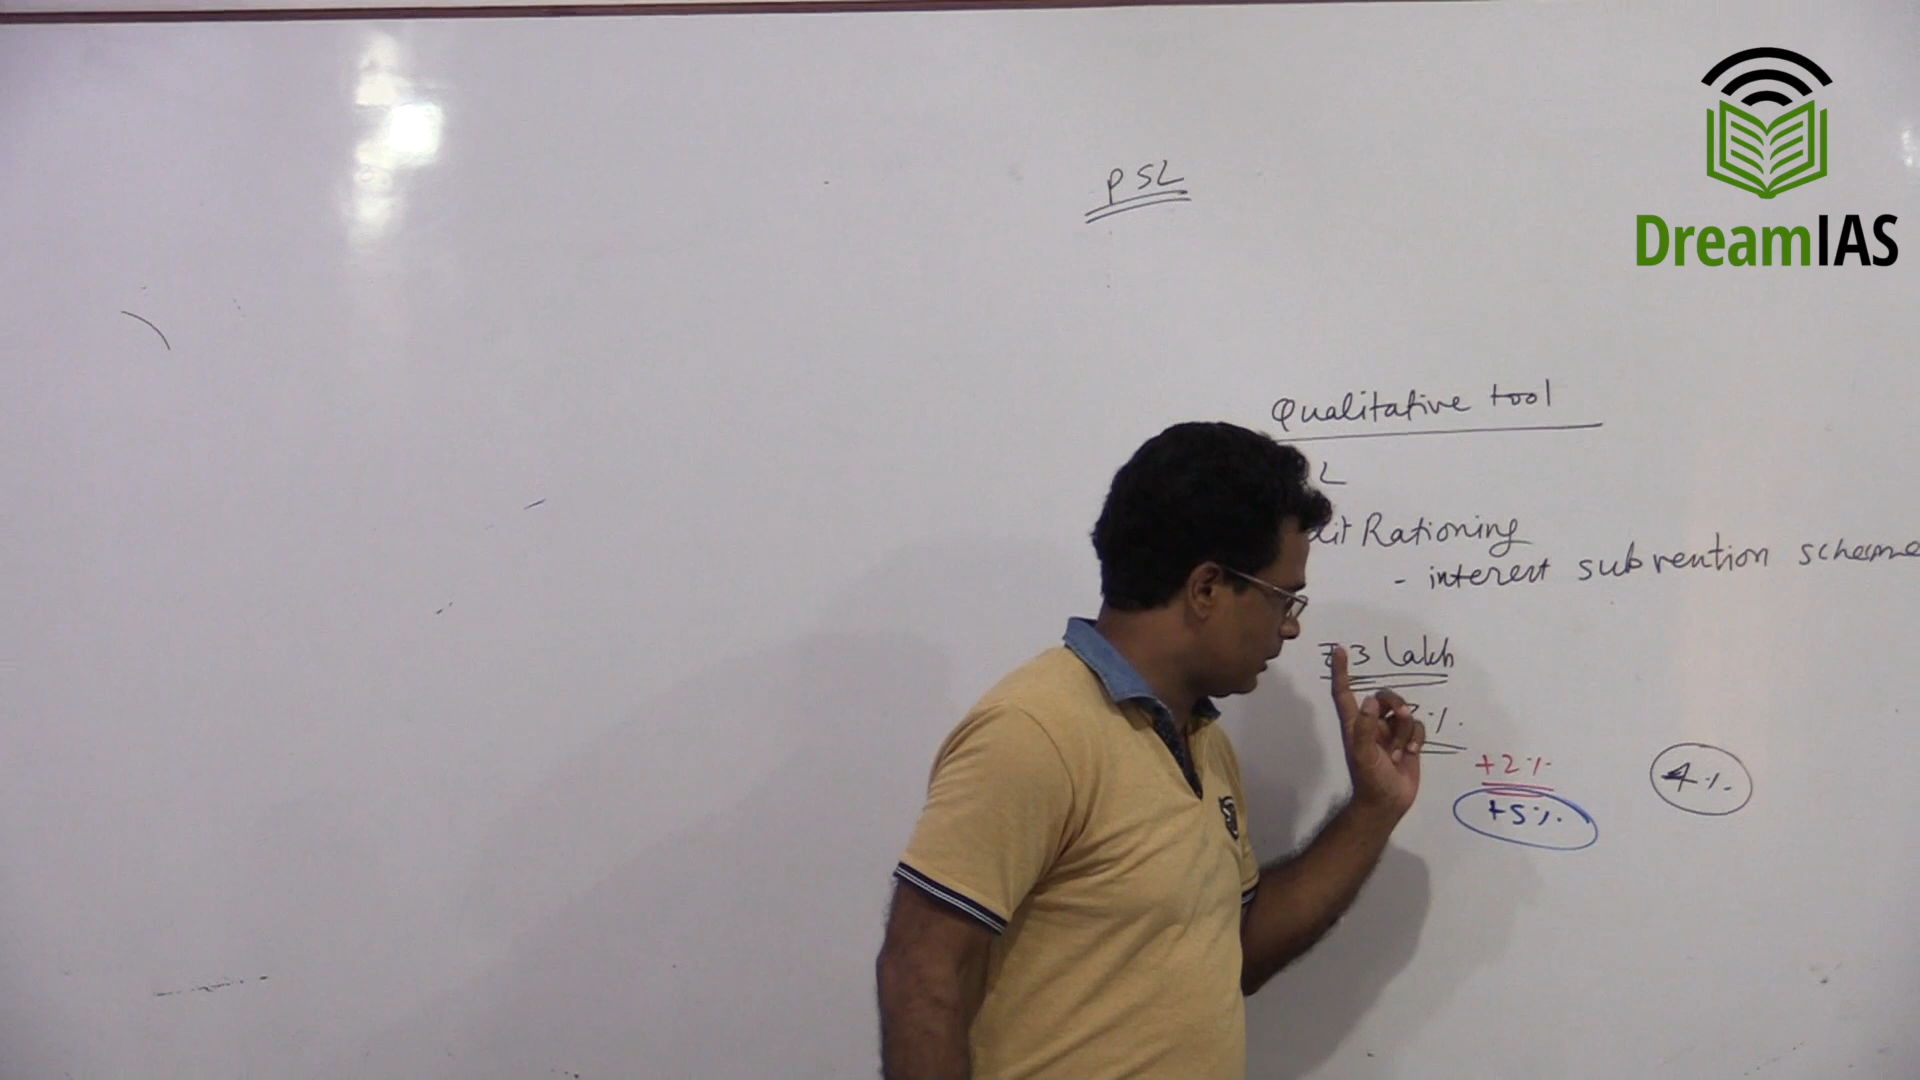 DreamIAS
PSL
Qualitative tool
L
Rationing
- interest subvention scheme
₹3 lakh
+2%
+5%
4%